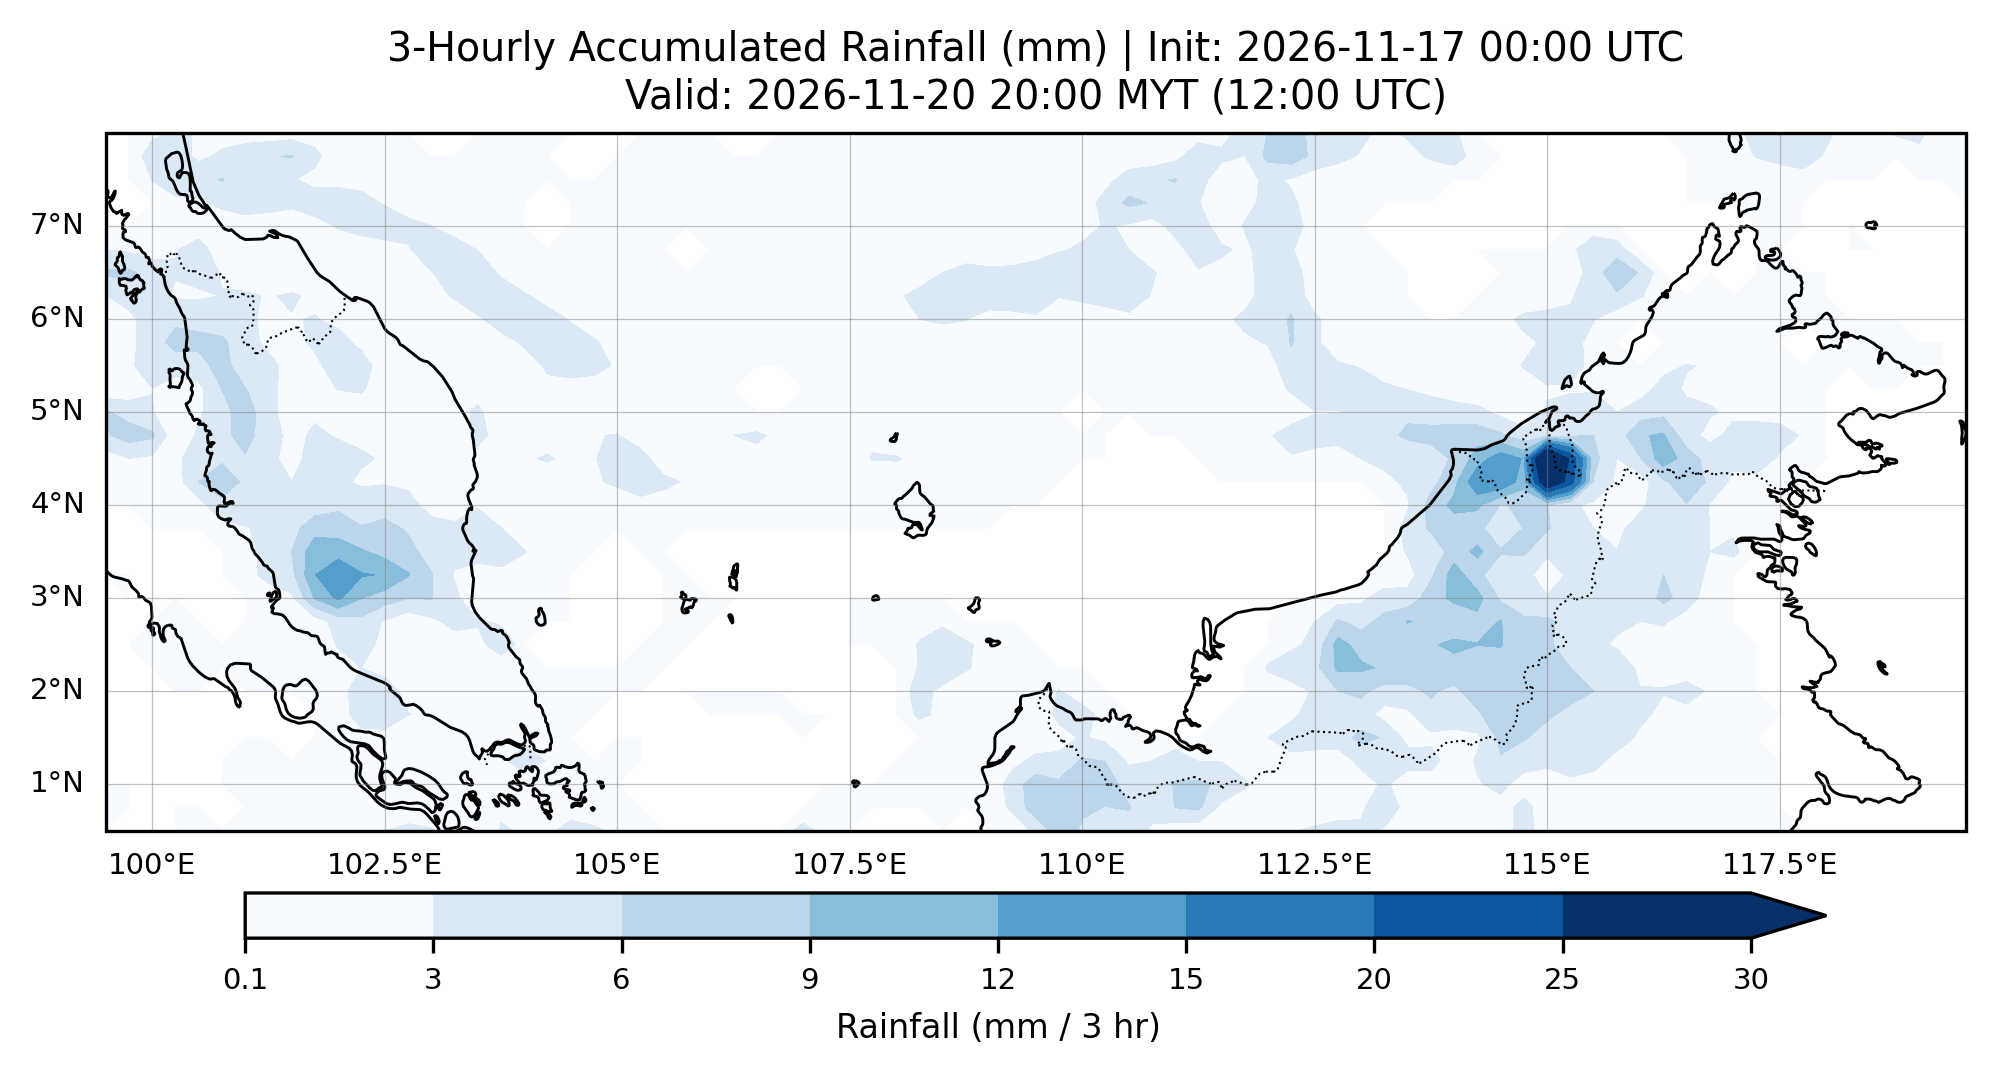 3-Hourly Accumulated Rainfall (mm) | Init: 2026-11-17 00:00 UTC
Valid: 2026-11-20 20:00 MYT (12:00 UTC)
7°N
6°N
5°N
4°N
3°N
2°N
1°N
100°E 102.5°E 105°E 107.5°E 110°E 112.5°E 115°E 117.5°E
0.1 3 6 9 12 15 20 25 30
Rainfall (mm / 3 hr)